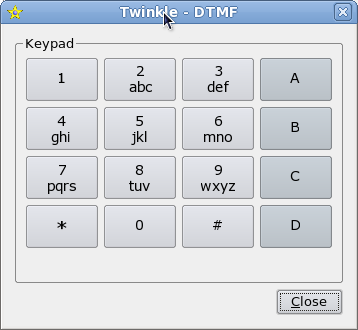 Twinkle - DTMF
Keypad
1
2
abc
3
def
A
4
ghi
5
jkl
6
mno
B
7
pqrs
8
tuv
9
wxyz
C
*
0
#
D
Close